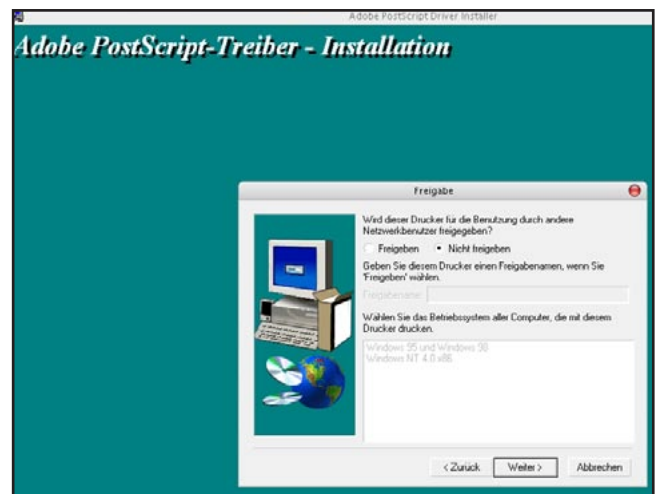 Adobe PostScript Driver Installer
Adobe PostScript-Treiber - Installation
Freigabe
Wird dieser Drucker für die Benutzung durch andere
Netzwerkbenutzer freigegeben?
Freigeben
Nicht freigeben
Geben Sie diesem Drucker einen Freigabenamen, wenn Sie
'Freigeben' wählen.
Freigabename:
Wählen Sie das Betriebssystem aller Computer, die mit diesem
Drucker drucken.
Windows 95 und Windows 98
Windows NT 4.0 x86
< Zurück
Weiter >
Abbrechen